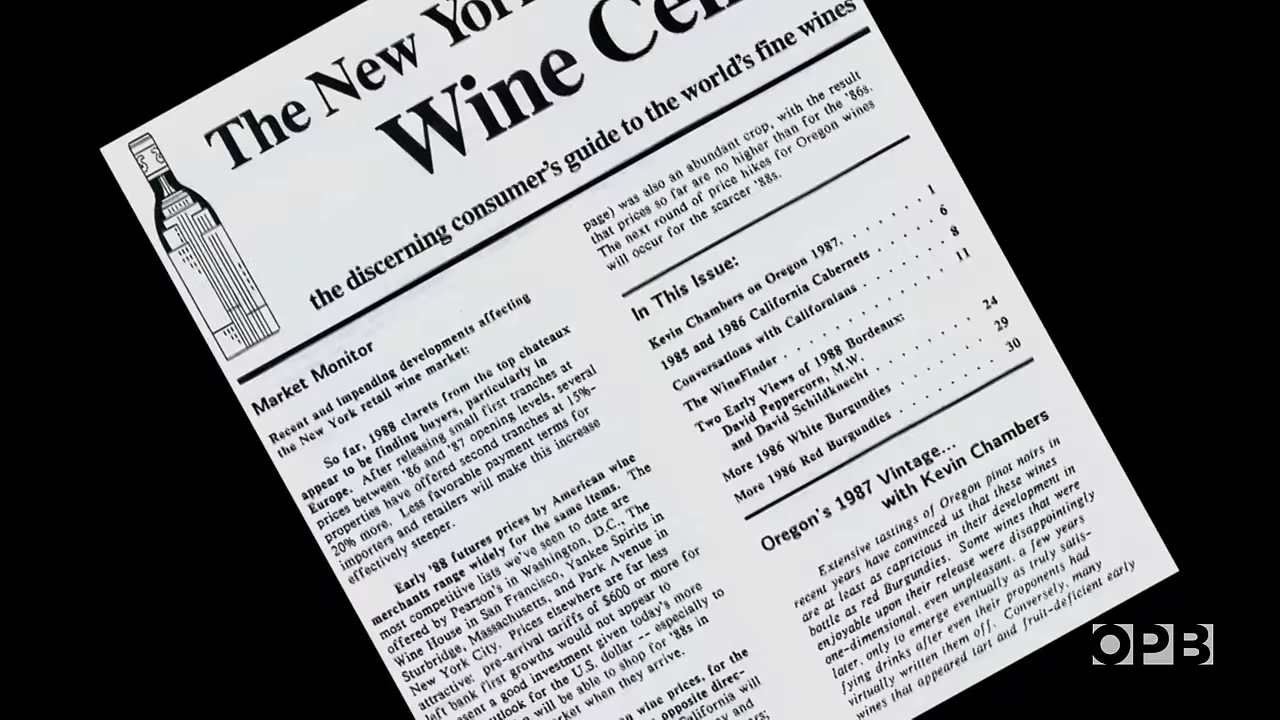 The New York
Wine Cel
the discerning consumer's guide to the world's fine wines
Market Monitor
Recent and impending developments affecting
the New York retail wine market:
So far, 1988 clarets from the top chateaux
appear to be finding buyers, particularly in
Europe. After releasing small first tranches at
prices between '86 and '87 opening levels, several
properties have offered second tranches at 15%-
20% more. Less favorable payment terms for
importers and retailers will make this increase
effectively steeper.
Early '88 futures prices by American wine
merchants range widely for the same items. The
most competitive lists we've seen to date are
offered by Pearson's in Washington, D.C., The
Wine House in San Francisco, Yankee Spirits in
Sturbridge, Massachusetts, and Park Avenue in
New York City. Prices elsewhere are far less
attractive: pre-arrival tariffs of $600 or more for
left bank first growths would not appear to
sent a good investment given today's more
utlook for the U.S. dollar -- especially to
will be able to shop for '88s in
rket when they arrive.
wine prices, for the
opposite direc-
California will
page) was also an abundant crop, with the result
that prices so far are no higher than for the '86s.
The next round of price hikes for Oregon wines
will occur for the scarcer '88s.
In This Issue:
Kevin Chambers on Oregon 1987. . . . . . . . 1
1985 and 1986 California Cabernets . . . . . . 6
Conversations with Californians . . . . . . . 8
The WineFinder . . . . . . . . . . . . 11
Two Early Views of 1988 Bordeaux:
David Peppercorn, M.W.
and David Schildknecht . . . . . . . . 24
More 1986 White Burgundies . . . . . . . . 29
More 1986 Red Burgundies . . . . . . . . . 30
Oregon's 1987 Vintage...
with Kevin Chambers
Extensive tastings of Oregon pinot noirs in
recent years have convinced us that these wines
are at least as capricious in their development in
bottle as red Burgundies. Some wines that were
enjoyable upon their release were disappointingly
one-dimensional, even unpleasant, a few years
later, only to emerge eventually as truly satis-
fying drinks after even their proponents had
virtually written them off. Conversely, many
wines that appeared tart and fruit-deficient early
OPB